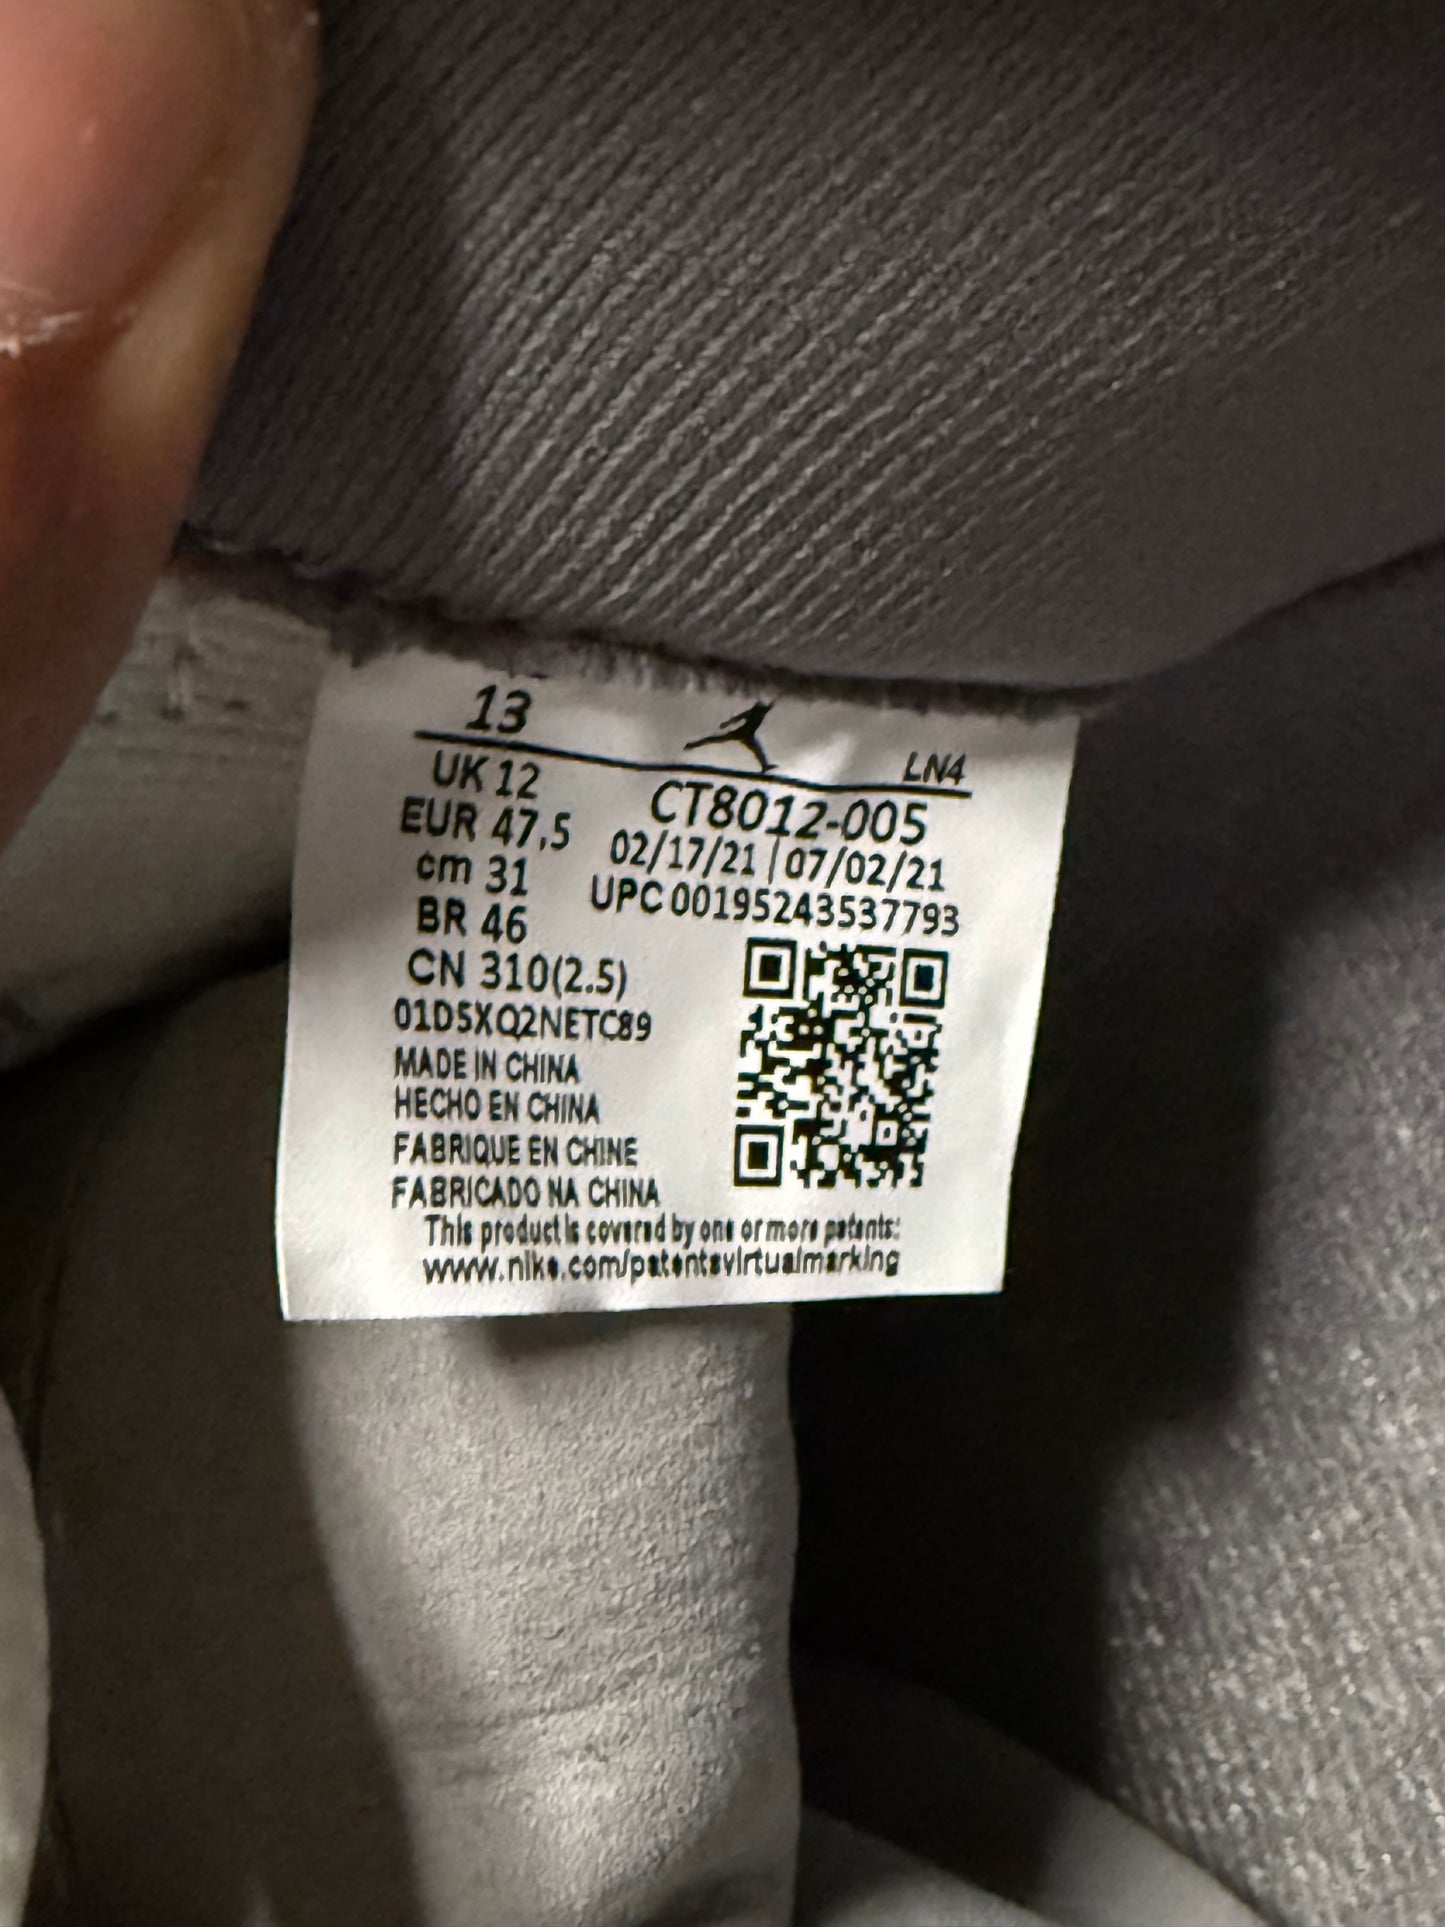 13
LN4
UK 12
CT8012-005
EUR 47,5
02/17/21 | 07/02/21
cm 31
UPC 00195243537793
BR 46
CN 310(2.5)
01D5XQ2NETC89
MADE IN CHINA
HECHO EN CHINA
FABRIQUE EN CHINE
FABRICADO NA CHINA
This product is covered by one or more patents:
www.nike.com/patentsvirtualmarking